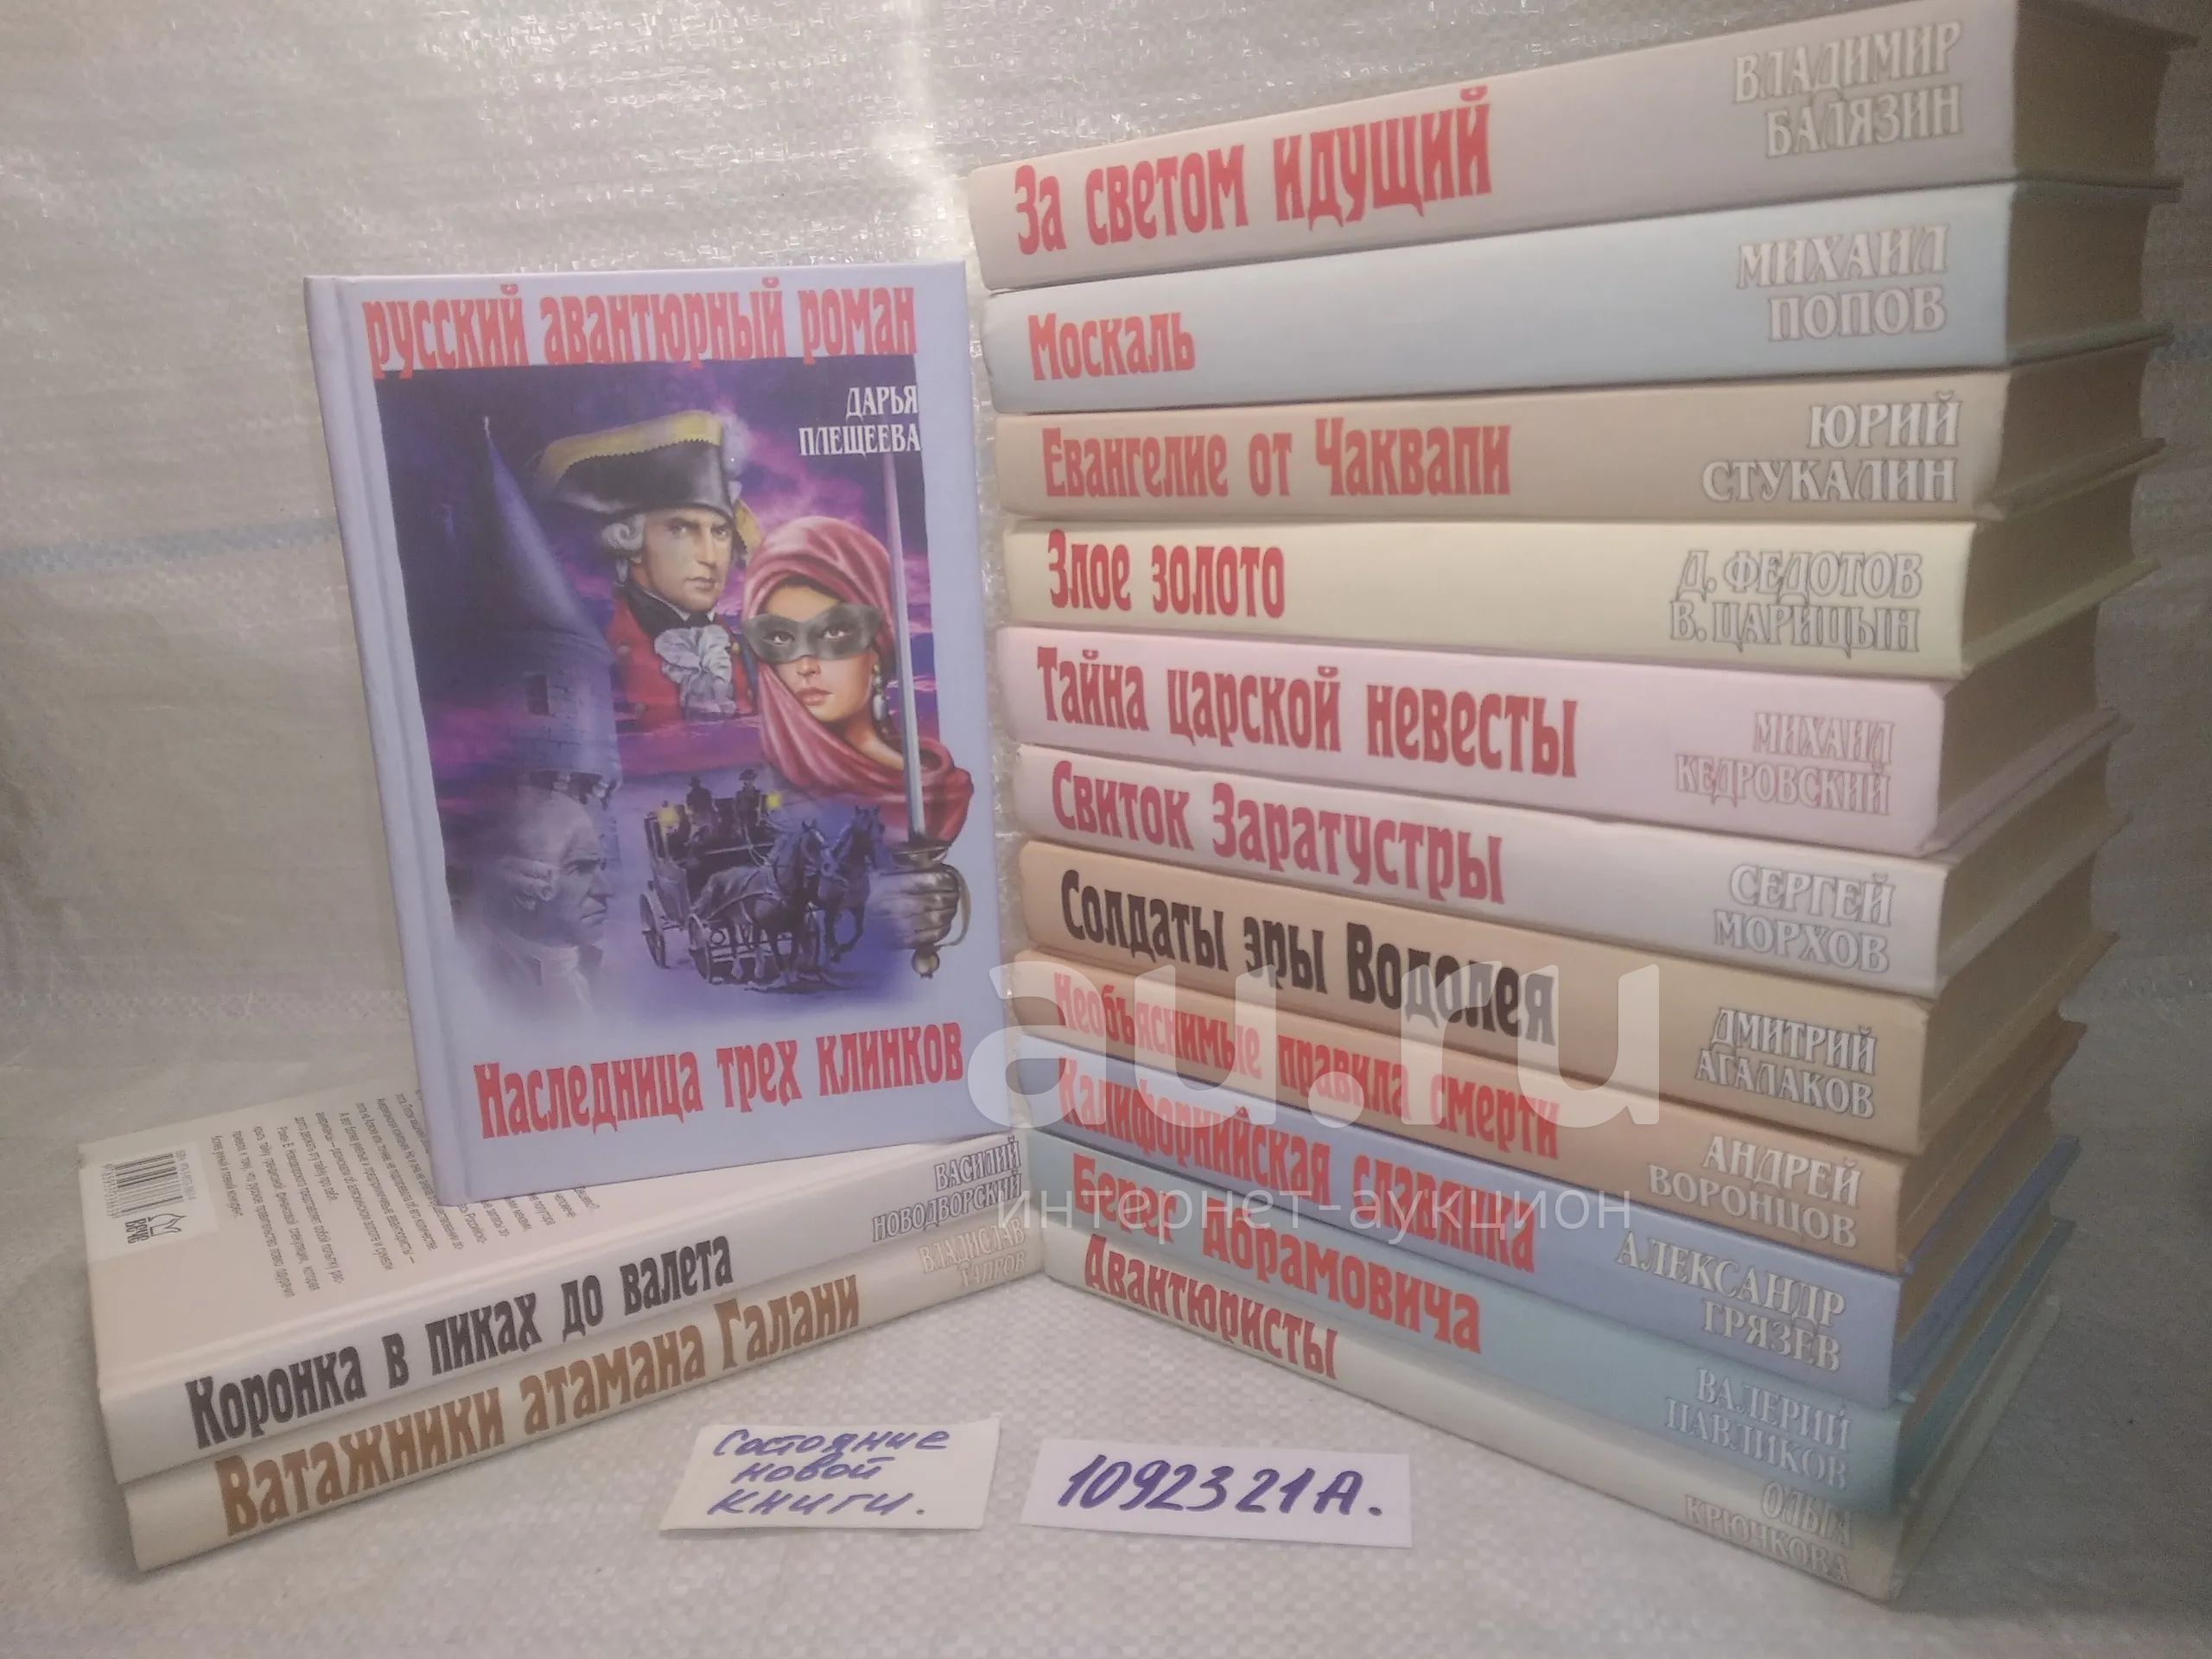 русский авантюрный роман
ДАРЬЯ
ПЛЕЩЕЕВА
Наследница трех клинков
ВАСИЛИЙ
НОВОДВОРСКИЙ
Коронка в пиках до валета
ВЛАДИСЛАВ
Ватажники атамана Галани
ВЕЧЕ
За светом идущий
ВЛАДИМИР
БАЛЯЗИН
Москаль
МИХАИЛ
ПОПОВ
Евангелие от Чаквапи
ЮРИЙ
СТУКАЛИН
Злое золото
Д. ФЕДОТОВ
В. ЦАРИЦЫН
Тайна царской невесты
МИХАИЛ
КЕДРОВСКИЙ
Свиток Заратустры
СЕРГЕЙ
МОРХОВ
Солдаты эры Водолея
ДМИТРИЙ
АГАЛАКОВ
Необъяснимые правила смерти
АНДРЕЙ
ВОРОНЦОВ
Калифорнийская славянка
АЛЕКСАНДР
ГРЯЗЕВ
Берег Абрамовича
ВАЛЕРИЙ
ПАВЛИКОВ
Авантюристы
ОЛЬГА
КРЮЧКОВА
au.ru
интернет-аукцион
Состояние
новой
книги.
1092321А.